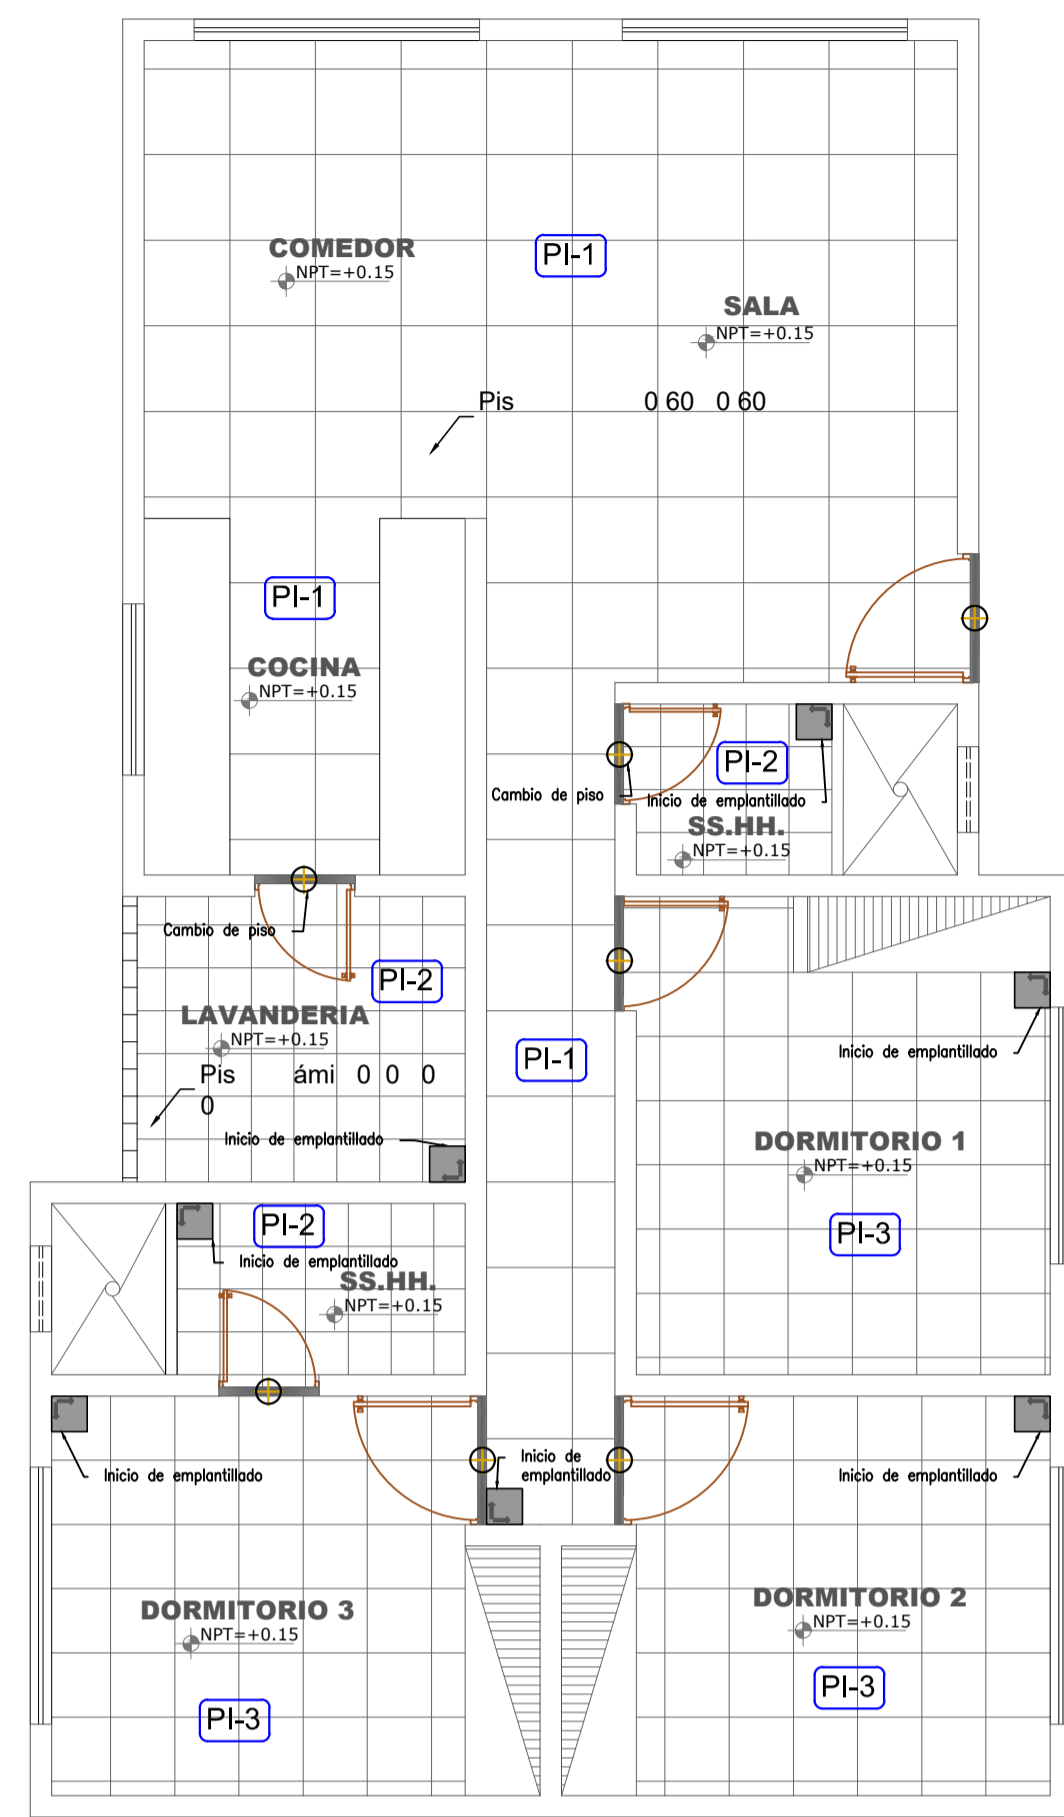 COMEDOR
NPT=+0.15
PI-1
SALA
NPT=+0.15
Pis 0 60 0 60
PI-1
COCINA
NPT=+0.15
PI-2
Cambio de piso
Inicio de emplantillado
SS.HH.
NPT=+0.15
Cambio de piso
PI-2
LAVANDERIA
NPT=+0.15
Pis ámi 0 0 0
0
Inicio de emplantillado
PI-1
Inicio de emplantillado
DORMITORIO 1
NPT=+0.15
PI-3
PI-2
Inicio de emplantillado
SS.HH.
NPT=+0.15
Inicio de emplantillado
Inicio de
emplantillado
Inicio de emplantillado
DORMITORIO 3
NPT=+0.15
PI-3
DORMITORIO 2
NPT=+0.15
PI-3